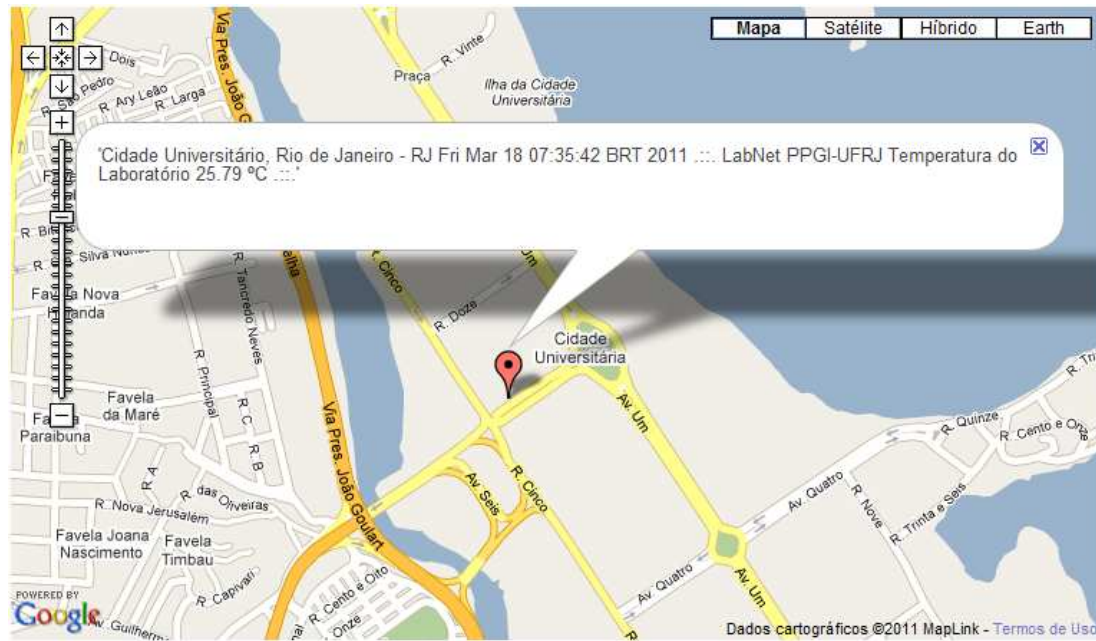 Mapa Satélite Híbrido Earth
Via Pres. João G
R. Vinte
Dois
Praça
Ilha da Cidade
Universitária
R. São Pedro
R. Ary Leão
R. Larga
'Cidade Universitário, Rio de Janeiro - RJ Fri Mar 18 07:35:42 BRT 2011 .::. LabNet PPGI-UFRJ Temperatura do
Laboratório 25.79 ºC .::.'
Silva Nunes
Um
R. Cinco
R. Tancredo Neves
Nova
R. Doze
Cidade
Universitária
R. Principal
Favela
da Maré
R. C
R. B
Paraibuna
Via Pres. João Goulart
Av. Um
R. Quinze
R. Cento e Onze
R. A
R. das Oliveiras
R. Nova Jerusalém
Av. Seis
R. Cinco
Av. Quatro
R. Nove
R. Trinta e Seis
Favela Joana
Nascimento
Favela
Timbau
R. Capivari
R. Cento e Oito
Onze
Av. Quatro
Av. Um
POWERED BY
Google
Dados cartográficos ©2011 MapLink - Termos de Uso